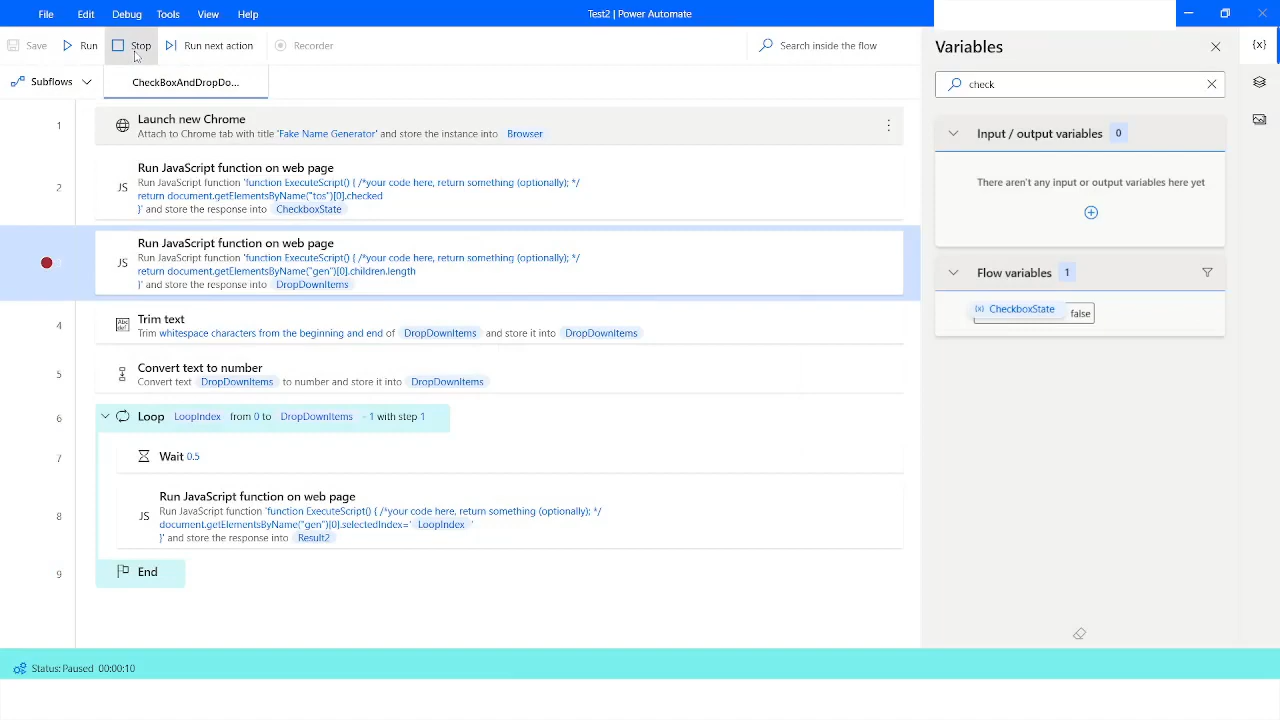 File Edit Debug Tools View Help
Test2 | Power Automate
Save Run Stop Run next action Recorder
Search inside the flow
Subflows
CheckBoxAndDropDo...
1
Launch new Chrome
Attach to Chrome tab with title 'Fake Name Generator' and store the instance into Browser
2
Run JavaScript function on web page
JS
Run JavaScript function 'function ExecuteScript() { /*your code here, return something (optionally); */
return document.getElementsByName("tos")[0].checked
}' and store the response into CheckboxState
Run JavaScript function on web page
JS
Run JavaScript function 'function ExecuteScript() { /*your code here, return something (optionally); */
return document.getElementsByName("gen")[0].children.length
}' and store the response into DropDownItems
4
Trim text
Trim whitespace characters from the beginning and end of DropDownItems and store it into DropDownItems
5
Convert text to number
Convert text DropDownItems to number and store it into DropDownItems
6
Loop LoopIndex from 0 to DropDownItems - 1 with step 1
7
Wait 0.5
8
Run JavaScript function on web page
JS
Run JavaScript function 'function ExecuteScript() { /*your code here, return something (optionally); */
document.getElementsByName("gen")[0].selectedIndex=' LoopIndex '
}' and store the response into Result2
9
End
Status: Paused 00:00:10
Variables
{x}
check
Input / output variables 0
There aren't any input or output variables here yet
Flow variables 1
{x} CheckboxState false